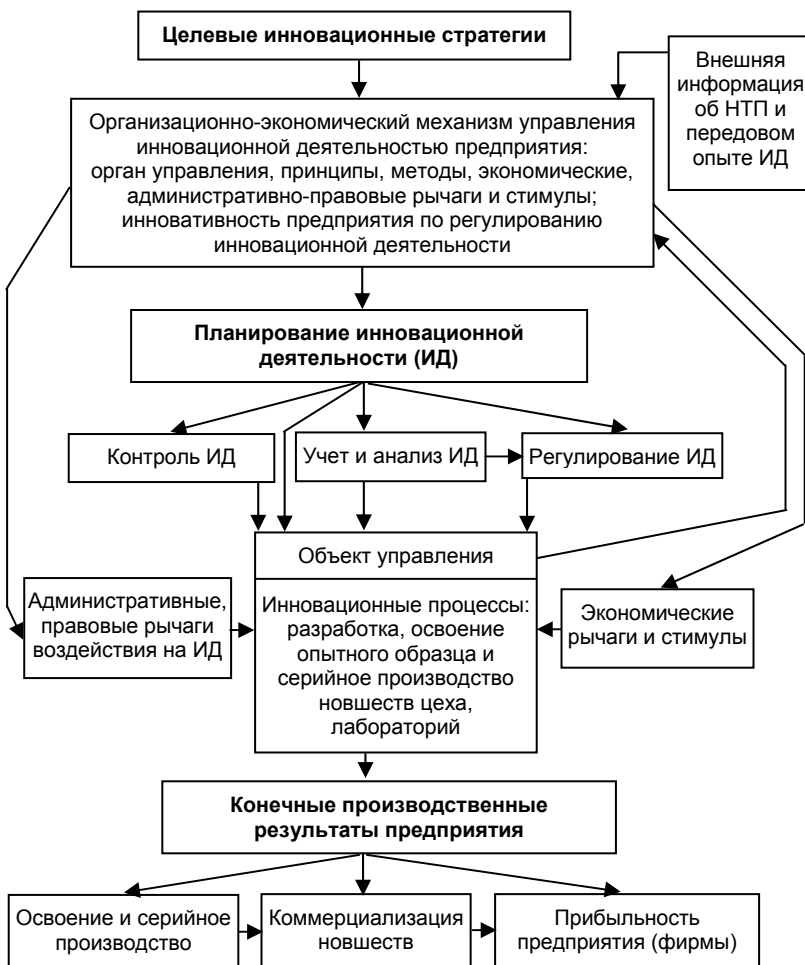 Целевые инновационные стратегии
Внешняя
информация
об НТП и
передовом
опыте ИД
Организационно-экономический механизм управления
инновационной деятельностью предприятия:
орган управления, принципы, методы, экономические,
административно-правовые рычаги и стимулы;
инновативность предприятия по регулированию
инновационной деятельности
Планирование инновационной
деятельности (ИД)
Контроль ИД
Учет и анализ ИД
Регулирование ИД
Объект управления
Административные,
правовые рычаги
воздействия на ИД
Инновационные процессы:
разработка, освоение
опытного образца и
серийное производство
новшеств цеха,
лабораторий
Экономические
рычаги и стимулы
Конечные производственные
результаты предприятия
Освоение и серийное
производство
Коммерциализация
новшеств
Прибыльность
предприятия (фирмы)